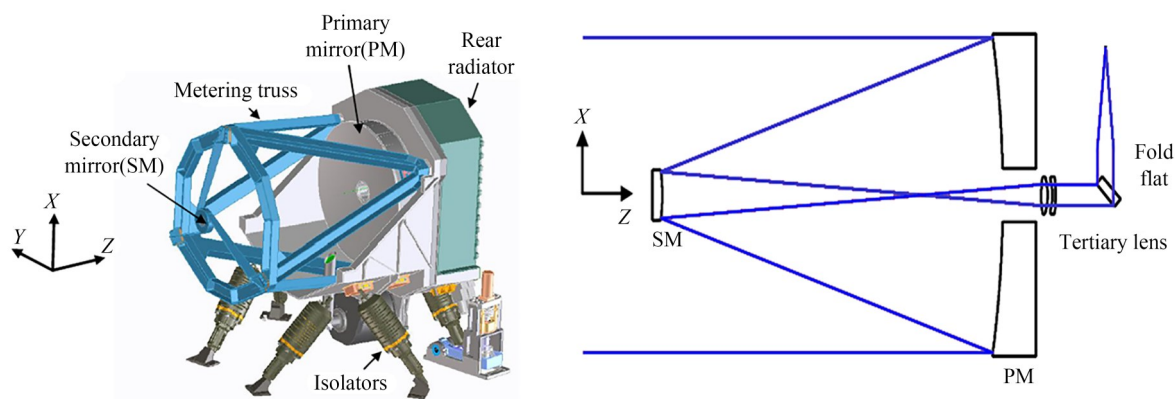 Primary
mirror(PM)
Rear
radiator
Metering truss
Secondary
mirror(SM)
X
Y
Z
Isolators
X
Z
SM
Fold
flat
Tertiary lens
PM